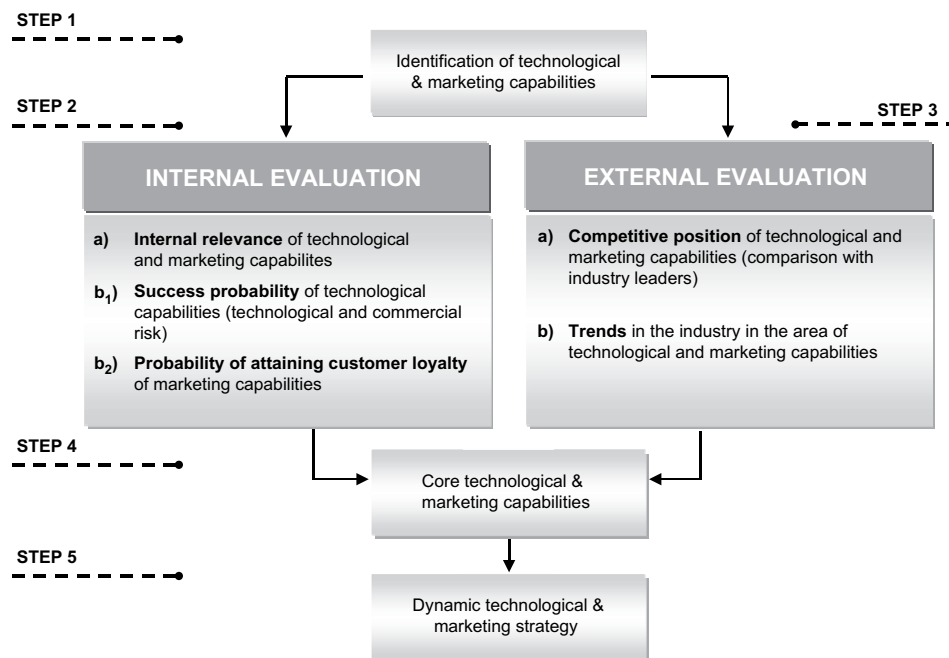 STEP 1
Identification of technological
& marketing capabilities
STEP 2
STEP 3
INTERNAL EVALUATION
a) Internal relevance of technological
and marketing capabilites
b₁) Success probability of technological
capabilities (technological and commercial
risk)
b₂) Probability of attaining customer loyalty
of marketing capabilities
EXTERNAL EVALUATION
a) Competitive position of technological and
marketing capabilities (comparison with
industry leaders)
b) Trends in the industry in the area of
technological and marketing capabilities
STEP 4
Core technological &
marketing capabilities
STEP 5
Dynamic technological &
marketing strategy